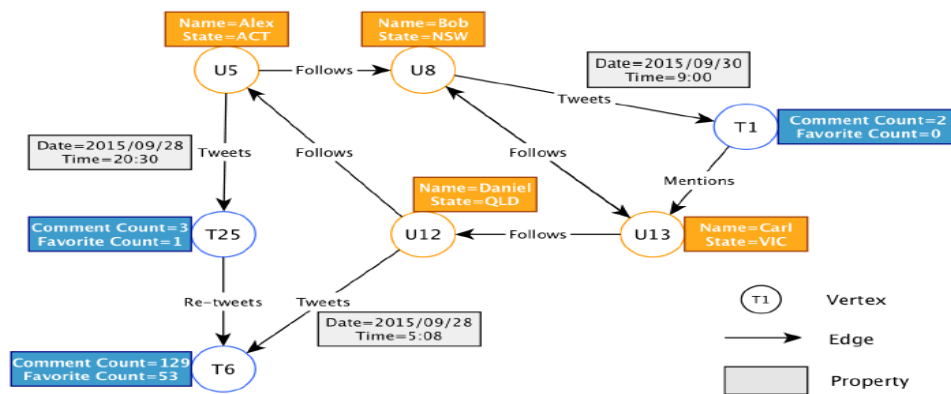 Name=Alex
State=ACT
Name=Bob
State=NSW
U5
Follows
U8
Date=2015/09/30
Time=9:00
Tweets
T1
Comment Count=2
Favorite Count=0
Date=2015/09/28
Time=20:30
Tweets
Follows
Follows
Mentions
Name=Daniel
State=QLD
Comment Count=3
Favorite Count=1
T25
U12
Follows
U13
Name=Carl
State=VIC
Re-tweets
Tweets
Date=2015/09/28
Time=5:08
T1
Vertex
Edge
Comment Count=129
Favorite Count=53
T6
Property